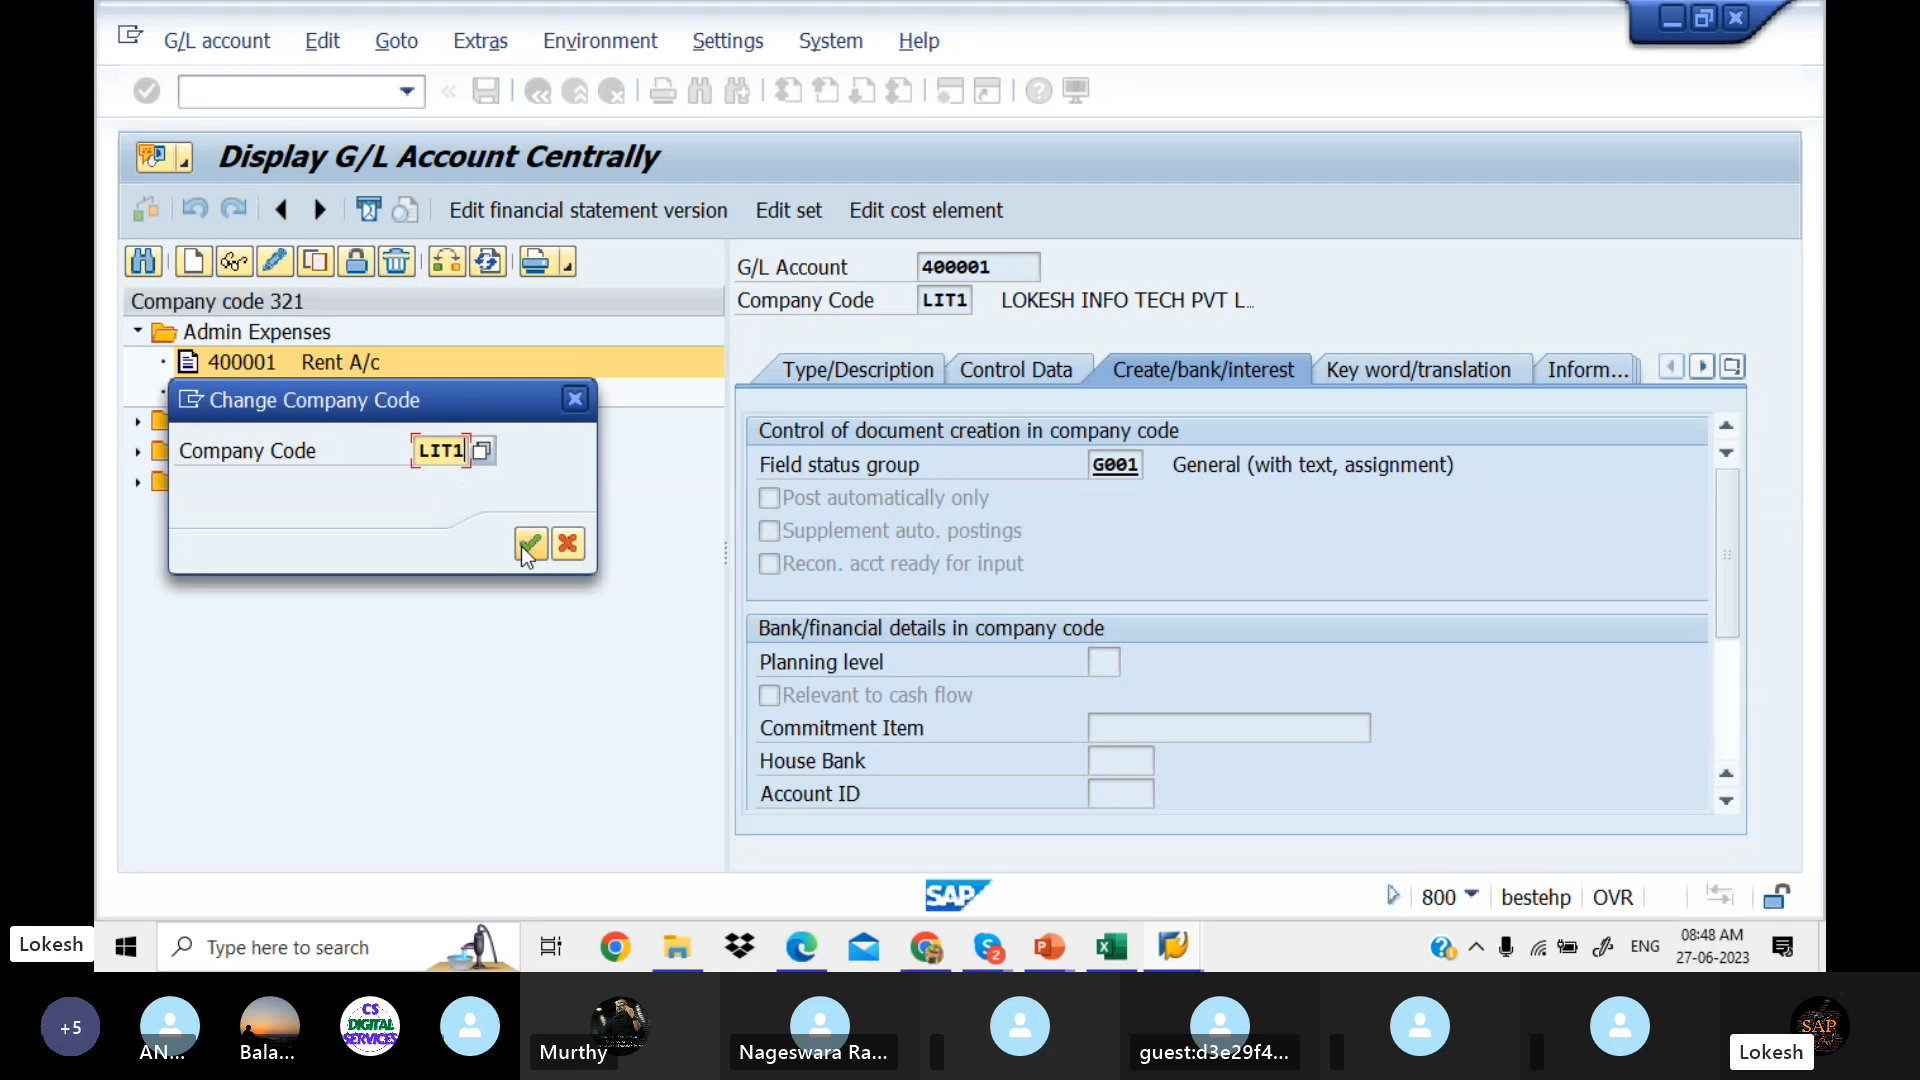 G/L account Edit Goto Extras Environment Settings System Help
Display G/L Account Centrally
Edit financial statement version Edit set Edit cost element
Company code 321
Admin Expenses
400001 Rent A/c
Change Company Code
Company Code LIT1
G/L Account 400001
Company Code LIT1 LOKESH INFO TECH PVT L...
Type/Description Control Data Create/bank/interest Key word/translation Inform...
Control of document creation in company code
Field status group G001 General (with text, assignment)
Post automatically only
Supplement auto. postings
Recon. acct ready for input
Bank/financial details in company code
Planning level
Relevant to cash flow
Commitment Item
House Bank
Account ID
SAP
800 bestehp OVR
Lokesh
Type here to search
2
ENG
08:48 AM
27-06-2023
+5
AN...
Bala...
CS
DIGITAL
SERVICES
Murthy
Nageswara Ra...
guest:d3e29f4...
SAP
Lokesh